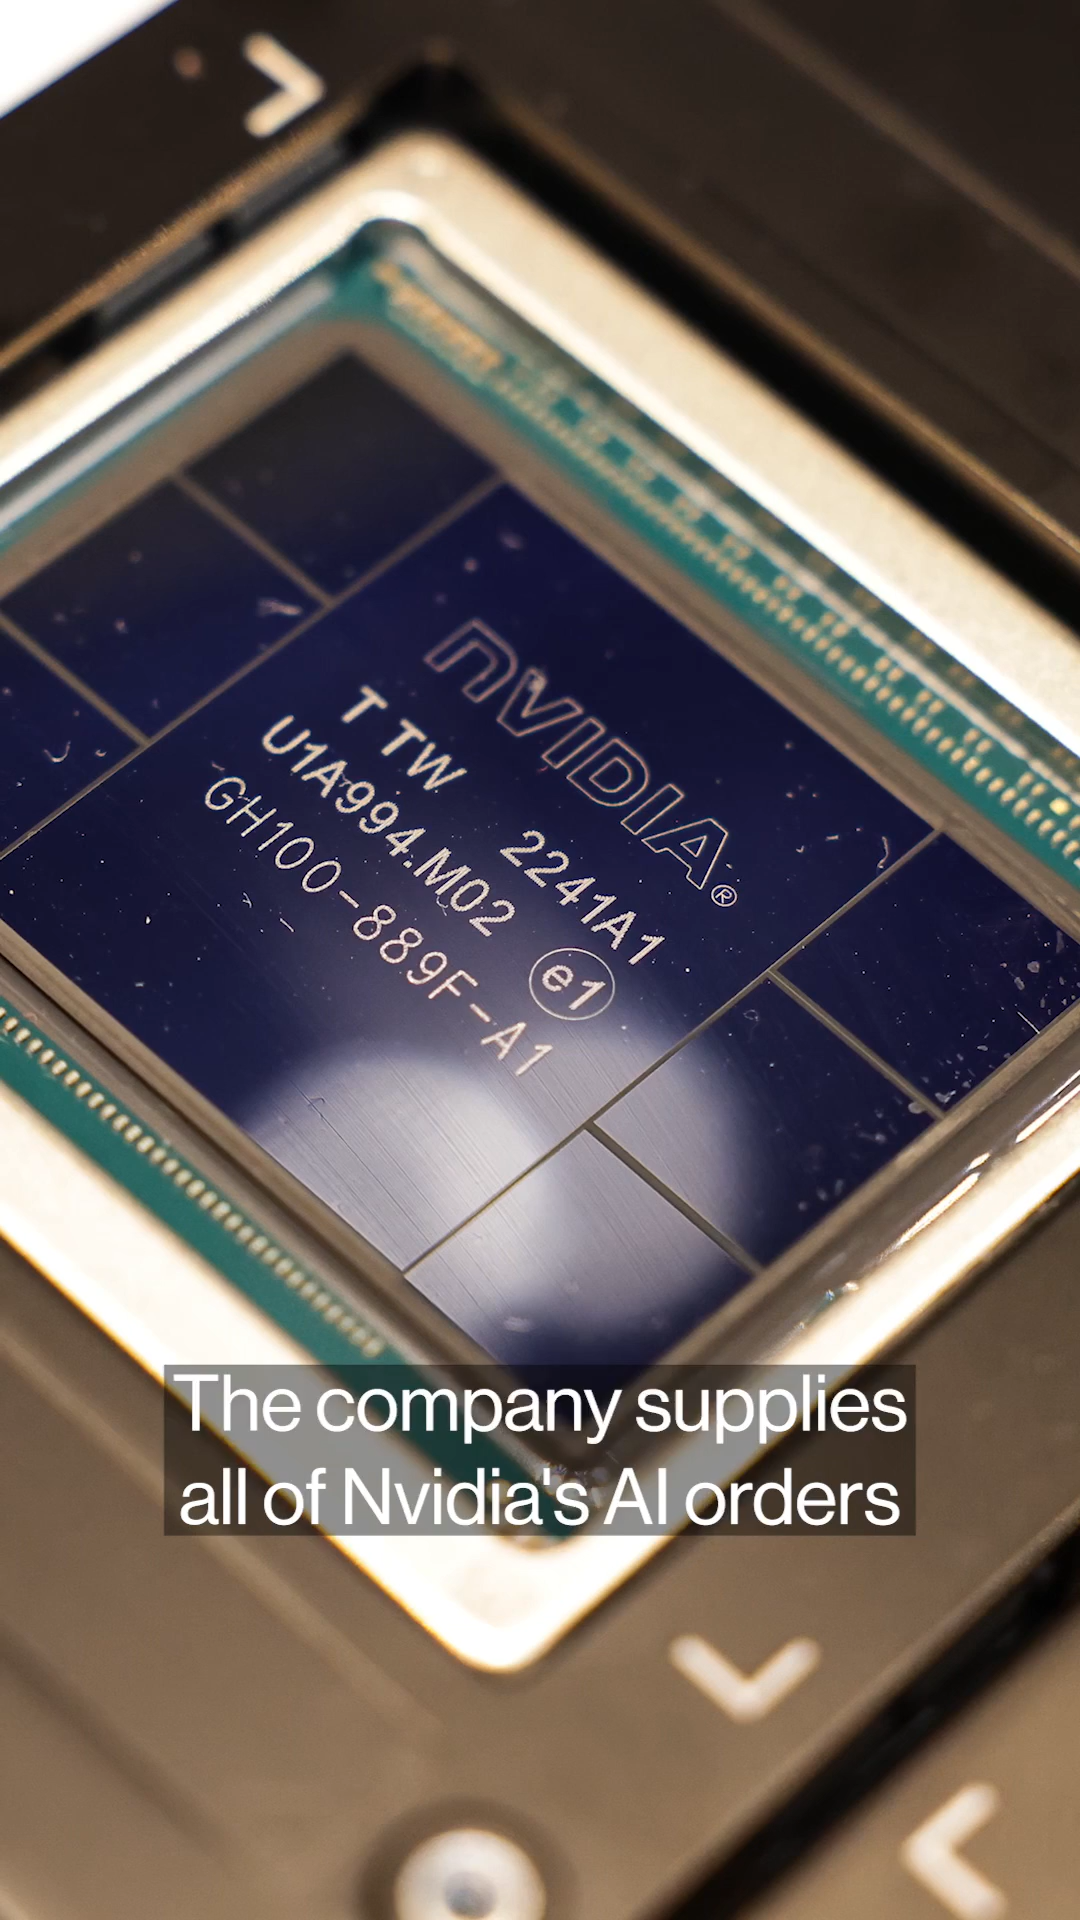 nVIDIA®
T TW 2241A1
U1A994.M02 e1
GH100-889F-A1
The company supplies
all of Nvidia's AI orders